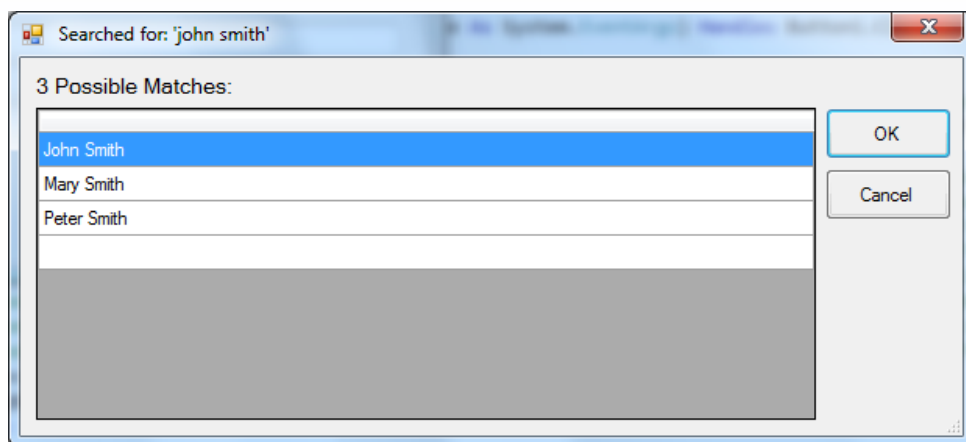 Searched for: 'john smith'
3 Possible Matches:
John Smith
Mary Smith
Peter Smith
OK
Cancel